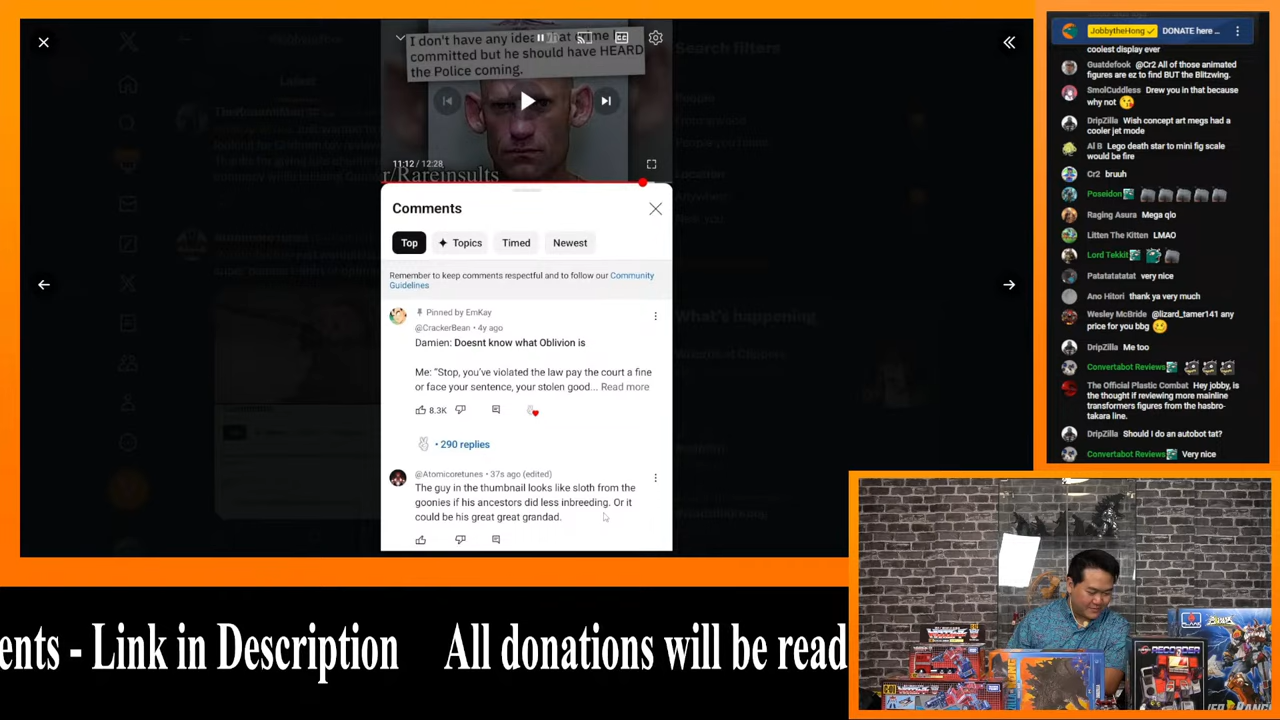 I don't have any idea what crime he
committed but he should have HEARD
the Police coming.
11:12 / 12:28
r/Rareinsults
Comments
Top
Topics
Timed
Newest
Remember to keep comments respectful and to follow our Community
Guidelines
Pinned by EmKay
@CrackerBean • 4y ago
Damien: Doesnt know what Oblivion is
Me: “Stop, you’ve violated the law pay the court a fine
or face your sentence, your stolen good... Read more
8.3K
• 290 replies
@Atomicoretunes • 37s ago (edited)
The guy in the thumbnail looks like sloth from the
goonies if his ancestors did less inbreeding. Or it
could be his great great grandad.
Search filters
What's happening
Latest
JobbytheHong DONATE here ...
coolest display ever
Guatdefook @Cr2 All of those animated
figures are ez to find BUT the Blitzwing.
SmolCuddless Drew you in that because
why not
DripZilla Wish concept art megs had a
cooler jet mode
Al B Lego death star to mini fig scale
would be fire
Cr2 bruuh
Poseidon
Raging Asura Mega qlo
Litten The Kitten LMAO
Lord Tekkit
Patatatatatat very nice
Ano Hitori thank ya very much
Wesley McBride @lizard_tamer141 any
price for you bbg
DripZilla Me too
Convertabot Reviews
The Official Plastic Combat Hey jobby, is
the thought if reviewing more mainline
transformers figures from the hasbro-
takara line.
DripZilla Should I do an autobot tat?
Convertabot Reviews Very nice
ents - Link in Description All donations will be read
RECORDER